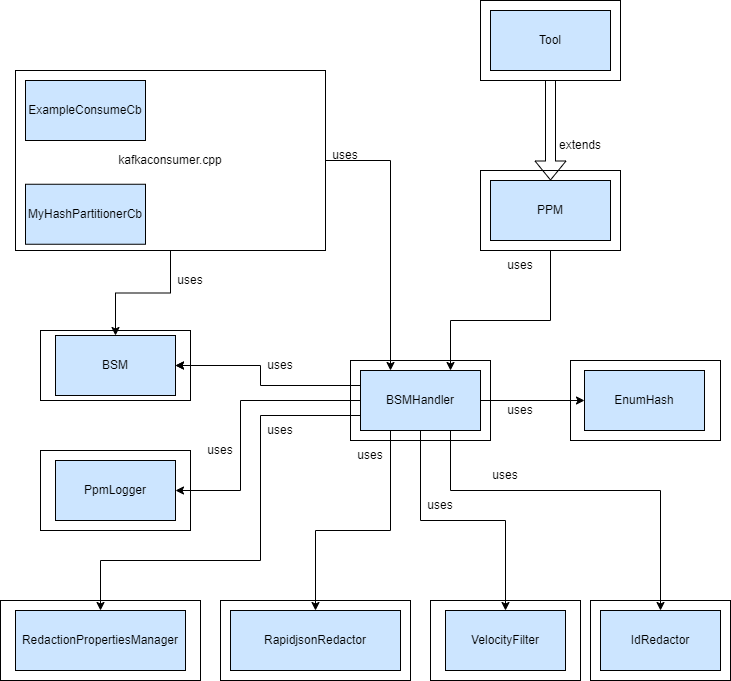 Tool
ExampleConsumeCb
extends
uses
kafkaconsumer.cpp
MyHashPartitionerCb
PPM
uses
uses
BSM
uses
BSMHandler
EnumHash
uses
uses
uses
uses
uses
uses
PpmLogger
uses
RedactionPropertiesManager
RapidjsonRedactor
VelocityFilter
IdRedactor